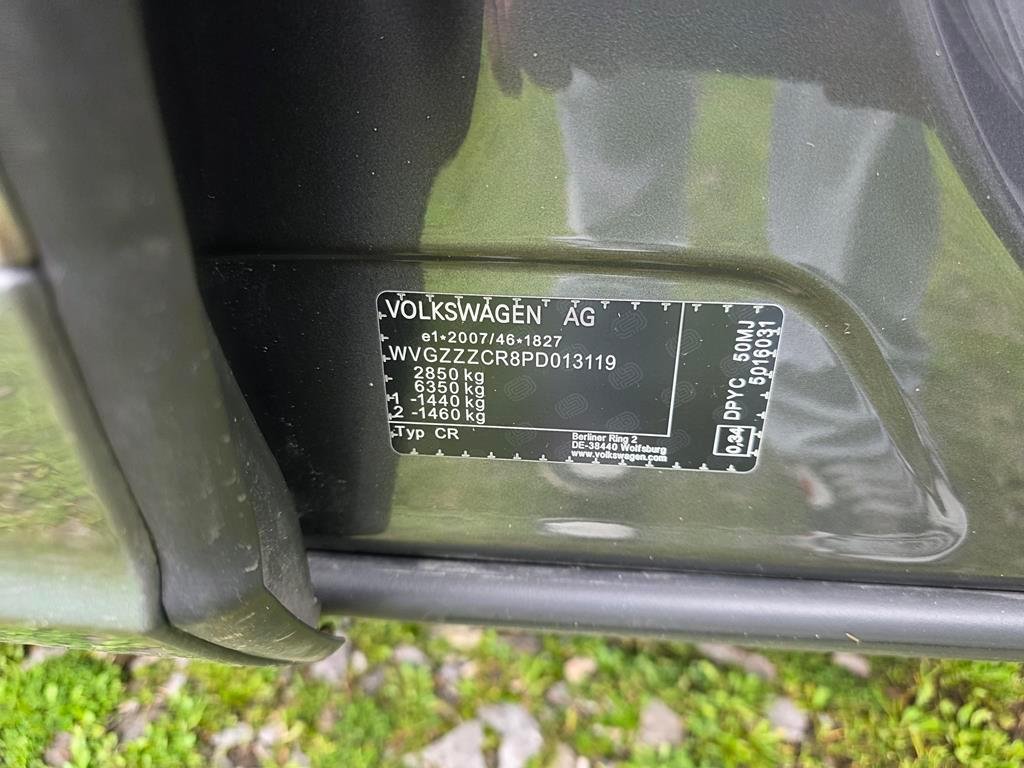 VOLKSWAGEN AG
e1*2007/46*1827
WVGZZZCR8PD013119
2850 kg
6350 kg
1 -1440 kg
2 -1460 kg
Typ CR
Berliner Ring 2
DE-38440 Wolfsburg
www.volkswagen.com
0,34 DPYC 50MJ
5016031